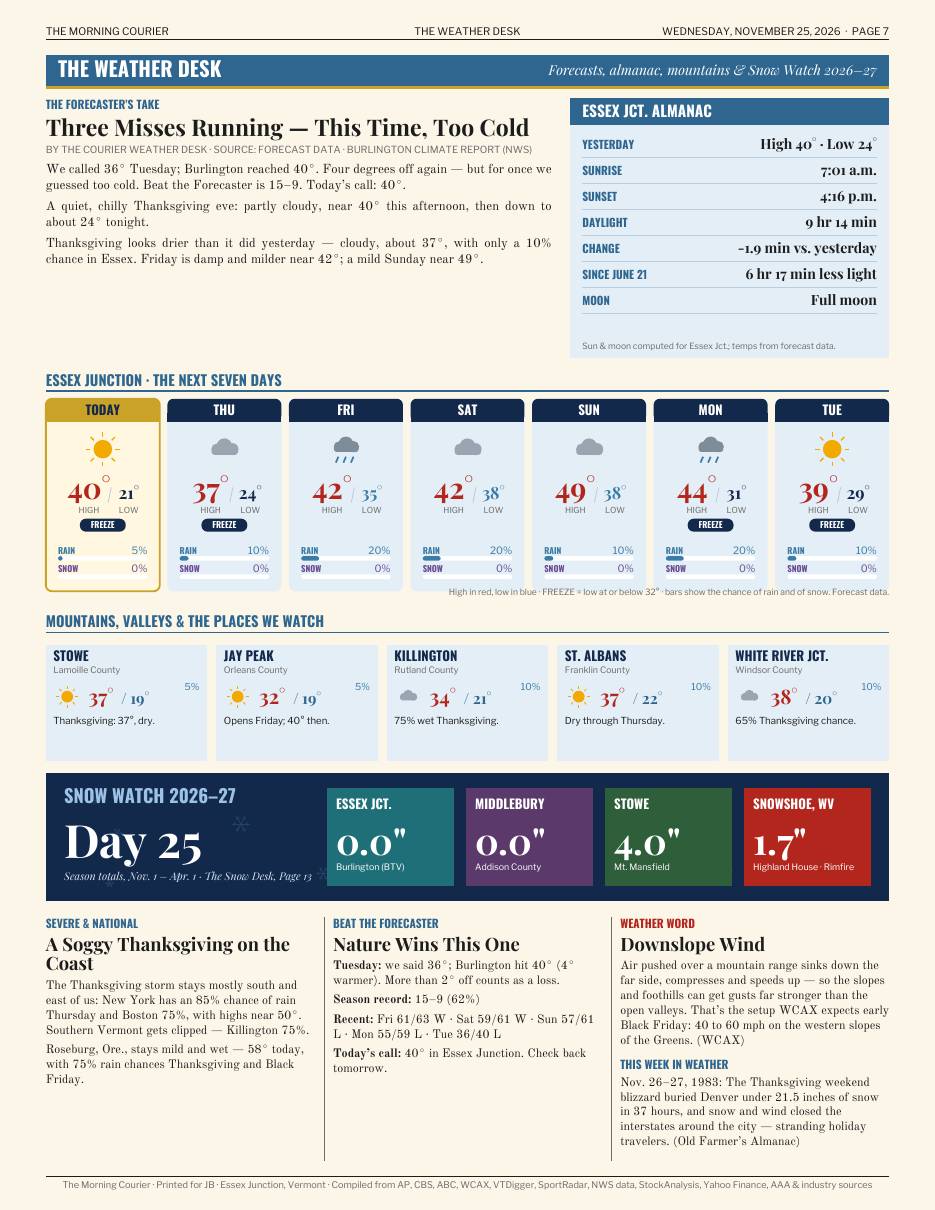 THE MORNING COURIER
THE WEATHER DESK
WEDNESDAY, NOVEMBER 25, 2026 · PAGE 7
THE WEATHER DESK
Forecasts, almanac, mountains & Snow Watch 2026–27
THE FORECASTER'S TAKE
Three Misses Running — This Time, Too Cold
BY THE COURIER WEATHER DESK · SOURCE: FORECAST DATA · BURLINGTON CLIMATE REPORT (NWS)
We called 36° Tuesday; Burlington reached 40°. Four degrees off again — but for once we
guessed too cold. Beat the Forecaster is 15–9. Today's call: 40°.
A quiet, chilly Thanksgiving eve: partly cloudy, near 40° this afternoon, then down to
about 24° tonight.
Thanksgiving looks drier than it did yesterday — cloudy, about 37°, with only a 10%
chance in Essex. Friday is damp and milder near 42°; a mild Sunday near 49°.
ESSEX JCT. ALMANAC
YESTERDAY High 40° · Low 24°
SUNRISE 7:01 a.m.
SUNSET 4:16 p.m.
DAYLIGHT 9 hr 14 min
CHANGE -1.9 min vs. yesterday
SINCE JUNE 21 6 hr 17 min less light
MOON Full moon
Sun & moon computed for Essex Jct.; temps from forecast data.
ESSEX JUNCTION · THE NEXT SEVEN DAYS
TODAY
40° / 21°
HIGH LOW
FREEZE
RAIN 5%
SNOW 0%
THU
37° / 24°
HIGH LOW
FREEZE
RAIN 10%
SNOW 0%
FRI
42° / 35°
HIGH LOW
RAIN 20%
SNOW 0%
SAT
42° / 38°
HIGH LOW
RAIN 20%
SNOW 0%
SUN
49° / 38°
HIGH LOW
RAIN 10%
SNOW 0%
MON
44° / 31°
HIGH LOW
FREEZE
RAIN 20%
SNOW 0%
TUE
39° / 29°
HIGH LOW
FREEZE
RAIN 10%
SNOW 0%
High in red, low in blue · FREEZE = low at or below 32° · bars show the chance of rain and of snow. Forecast data.
MOUNTAINS, VALLEYS & THE PLACES WE WATCH
STOWE
Lamoille County
37° / 19° 5%
Thanksgiving: 37°, dry.
JAY PEAK
Orleans County
32° / 19° 5%
Opens Friday; 40° then.
KILLINGTON
Rutland County
34° / 21° 10%
75% wet Thanksgiving.
ST. ALBANS
Franklin County
37° / 22° 10%
Dry through Thursday.
WHITE RIVER JCT.
Windsor County
38° / 20° 10%
65% Thanksgiving chance.
SNOW WATCH 2026–27
Day 25
Season totals, Nov. 1 – Apr. 1 · The Snow Desk, Page 13
ESSEX JCT.
0.0"
Burlington (BTV)
MIDDLEBURY
0.0"
Addison County
STOWE
4.0"
Mt. Mansfield
SNOWSHOE, WV
1.7"
Highland House · Rimfire
SEVERE & NATIONAL
A Soggy Thanksgiving on the
Coast
The Thanksgiving storm stays mostly south and
east of us: New York has an 85% chance of rain
Thursday and Boston 75%, with highs near 50°.
Southern Vermont gets clipped — Killington 75%.
Roseburg, Ore., stays mild and wet — 58° today,
with 75% rain chances Thanksgiving and Black
Friday.
BEAT THE FORECASTER
Nature Wins This One
Tuesday: we said 36°; Burlington hit 40° (4°
warmer). More than 2° off counts as a loss.
Season record: 15–9 (62%)
Recent: Fri 61/63 W · Sat 59/61 W · Sun 57/61
L · Mon 55/59 L · Tue 36/40 L
Today's call: 40° in Essex Junction. Check back
tomorrow.
WEATHER WORD
Downslope Wind
Air pushed over a mountain range sinks down the
far side, compresses and speeds up — so the slopes
and foothills can get gusts far stronger than the
open valleys. That's the setup WCAX expects early
Black Friday: 40 to 60 mph on the western slopes
of the Greens. (WCAX)
THIS WEEK IN WEATHER
Nov. 26–27, 1983: The Thanksgiving weekend
blizzard buried Denver under 21.5 inches of snow
in 37 hours, and snow and wind closed the
interstates around the city — stranding holiday
travelers. (Old Farmer's Almanac)
The Morning Courier · Printed for JB · Essex Junction, Vermont · Compiled from AP, CBS, ABC, WCAX, VTDigger, SportRadar, NWS data, StockAnalysis, Yahoo Finance, AAA & industry sources